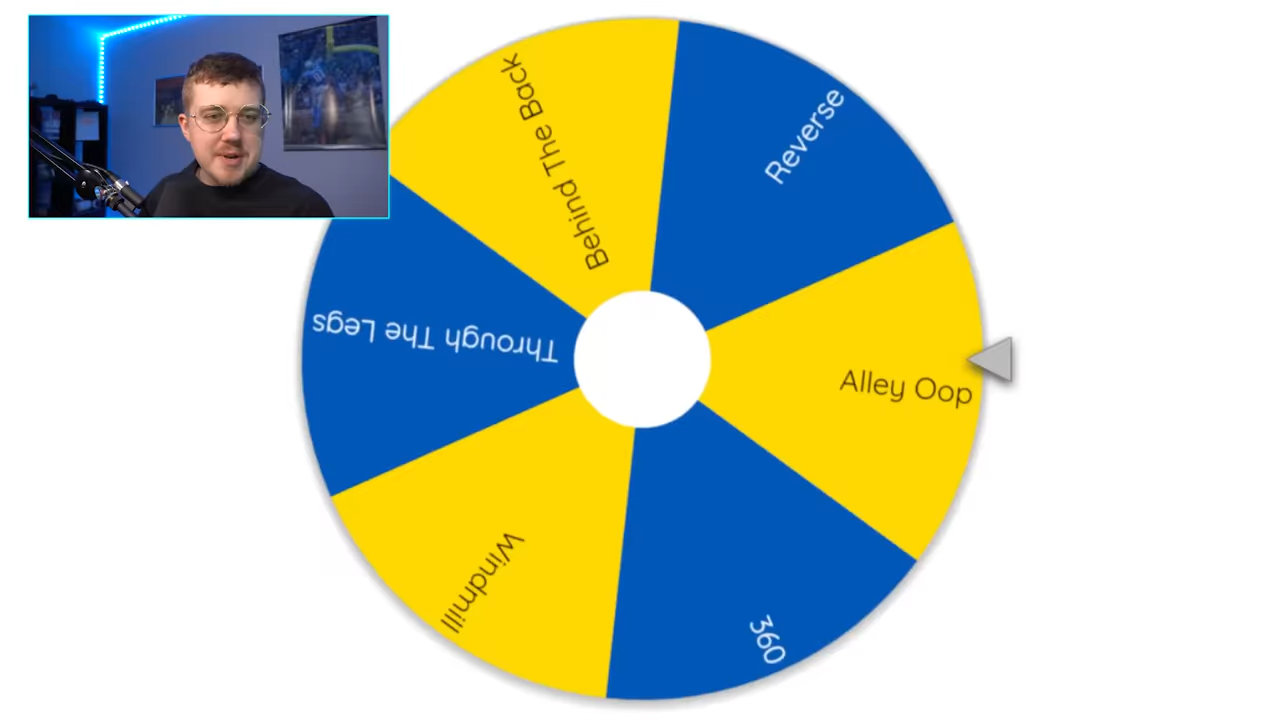 Behind The Back
Reverse
Through The Legs
Alley Oop
Windmill
360